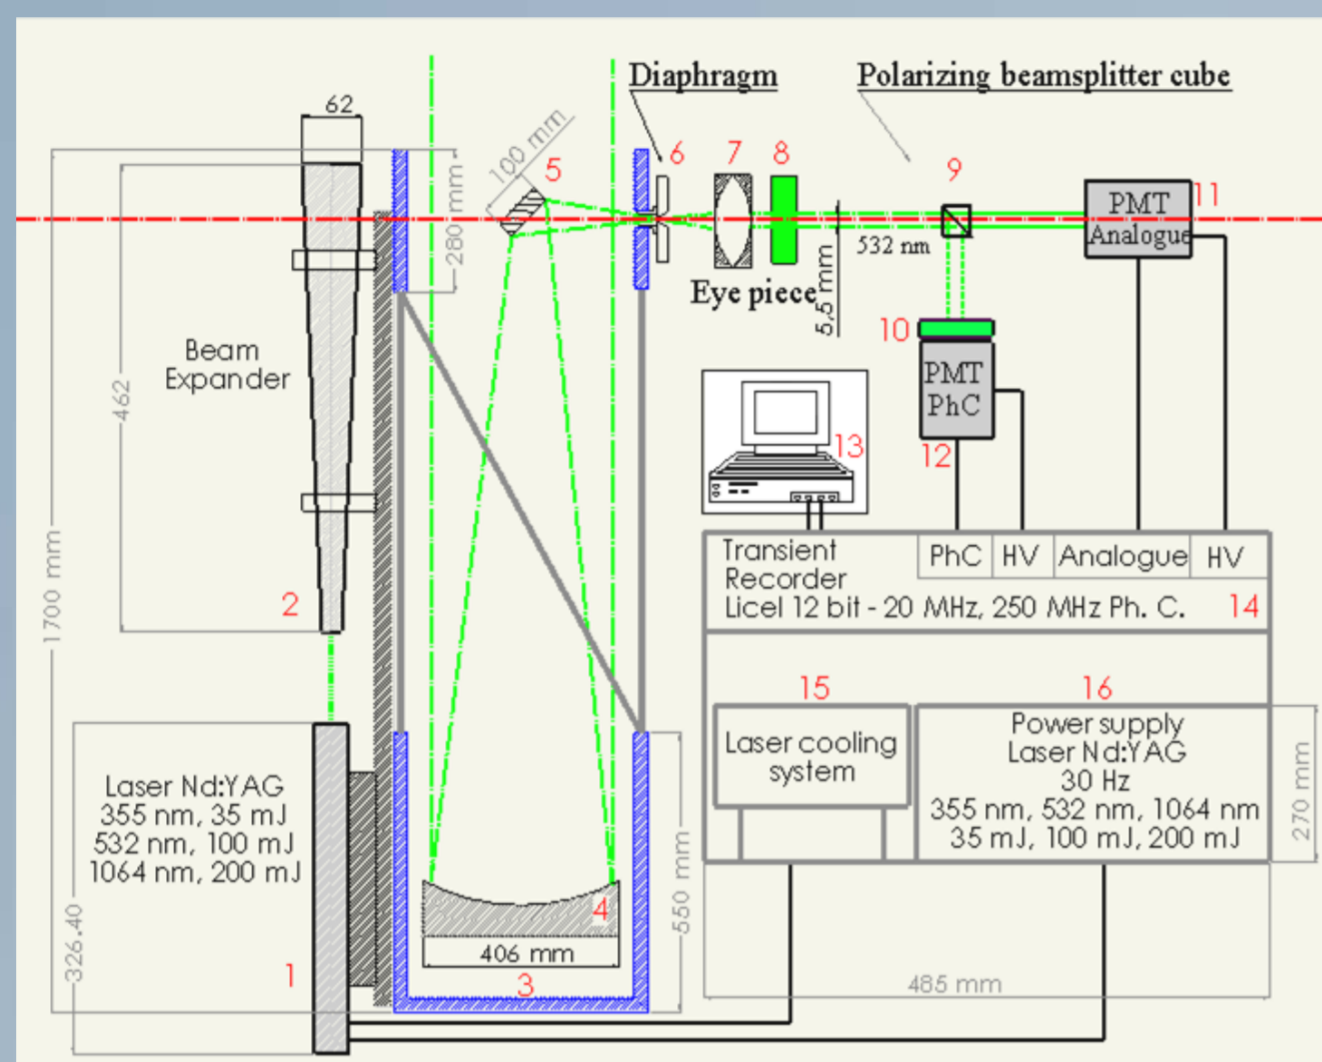 Diaphragm
Polarizing beamsplitter cube
62
100 mm
5
6
7
8
9
11
280 mm
PMT
Analogue
532 nm
Eye piece
5,5 mm
10
Beam
Expander
462
PMT
PhC
12
13
1700 mm
2
Transient
Recorder
Licel 12 bit - 20 MHz, 250 MHz Ph. C.
PhC
HV
Analogue
HV
14
15
16
Laser cooling
system
Power supply
Laser Nd:YAG
30 Hz
355 nm, 532 nm, 1064 nm
35 mJ, 100 mJ, 200 mJ
270 mm
Laser Nd:YAG
355 nm, 35 mJ
532 nm, 100 mJ
1064 nm, 200 mJ
326.40
1
4
406 mm
3
550 mm
485 mm